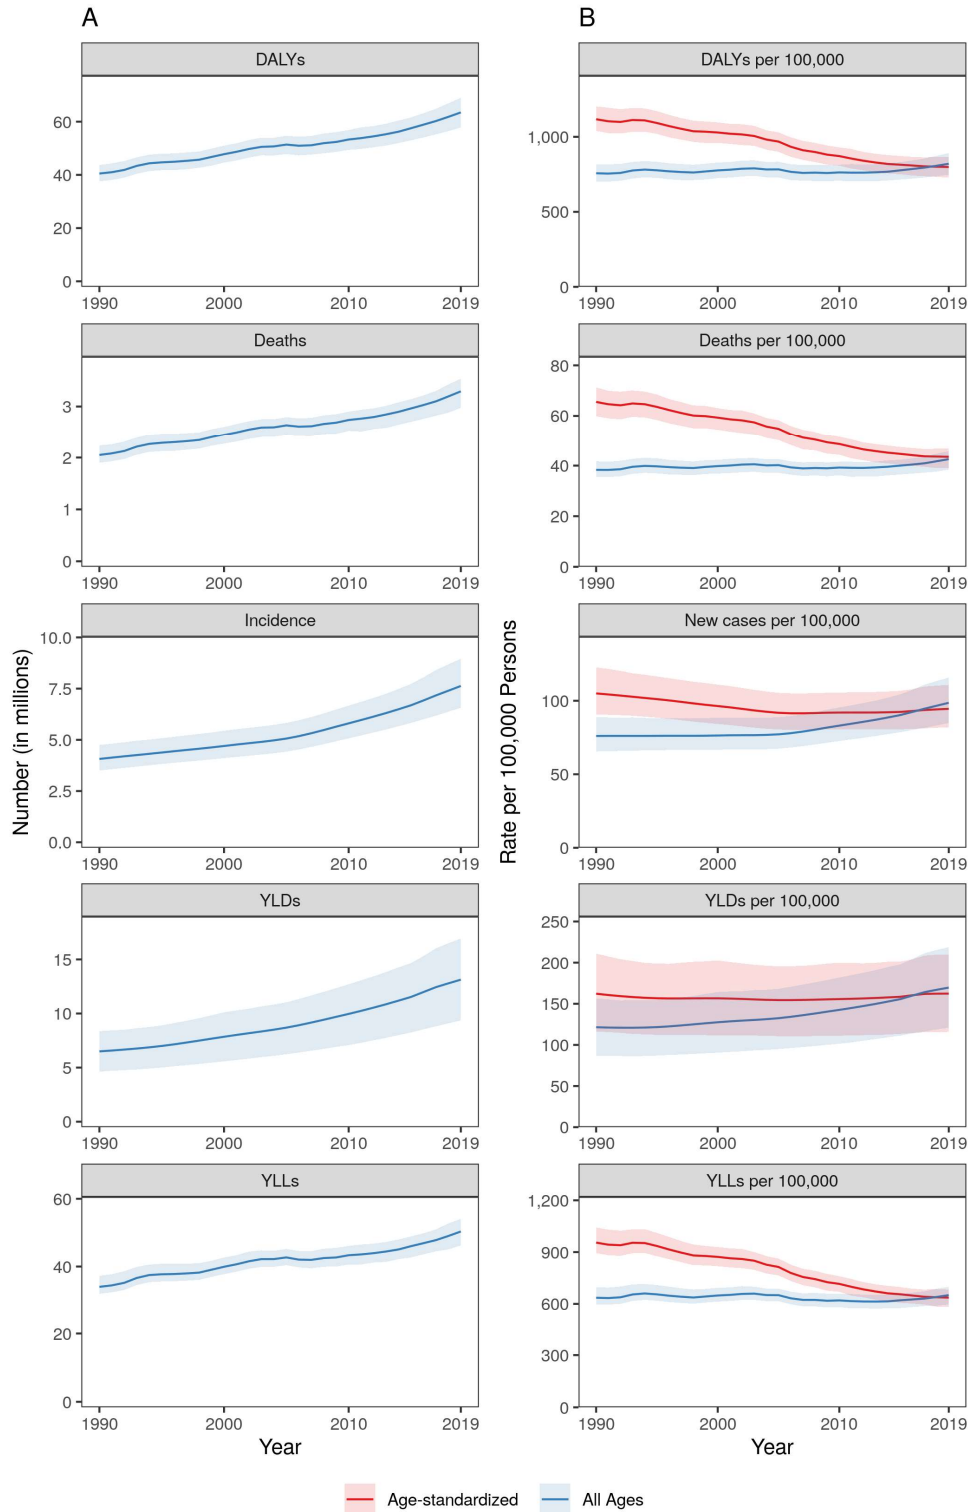 A
B
DALYs
60
40
20
0
1990 2000 2010 2019
DALYs per 100,000
1,000
500
0
1990 2000 2010 2019
Deaths
3
2
1
0
1990 2000 2010 2019
Deaths per 100,000
80
60
40
20
0
1990 2000 2010 2019
Number (in millions)
Incidence
10.0
7.5
5.0
2.5
0.0
1990 2000 2010 2019
Rate per 100,000 Persons
New cases per 100,000
100
50
0
1990 2000 2010 2019
YLDs
15
10
5
0
1990 2000 2010 2019
YLDs per 100,000
250
200
150
100
50
0
1990 2000 2010 2019
YLLs
60
40
20
0
1990 2000 2010 2019
Year
YLLs per 100,000
1,200
900
600
300
0
1990 2000 2010 2019
Year
Age-standardized All Ages